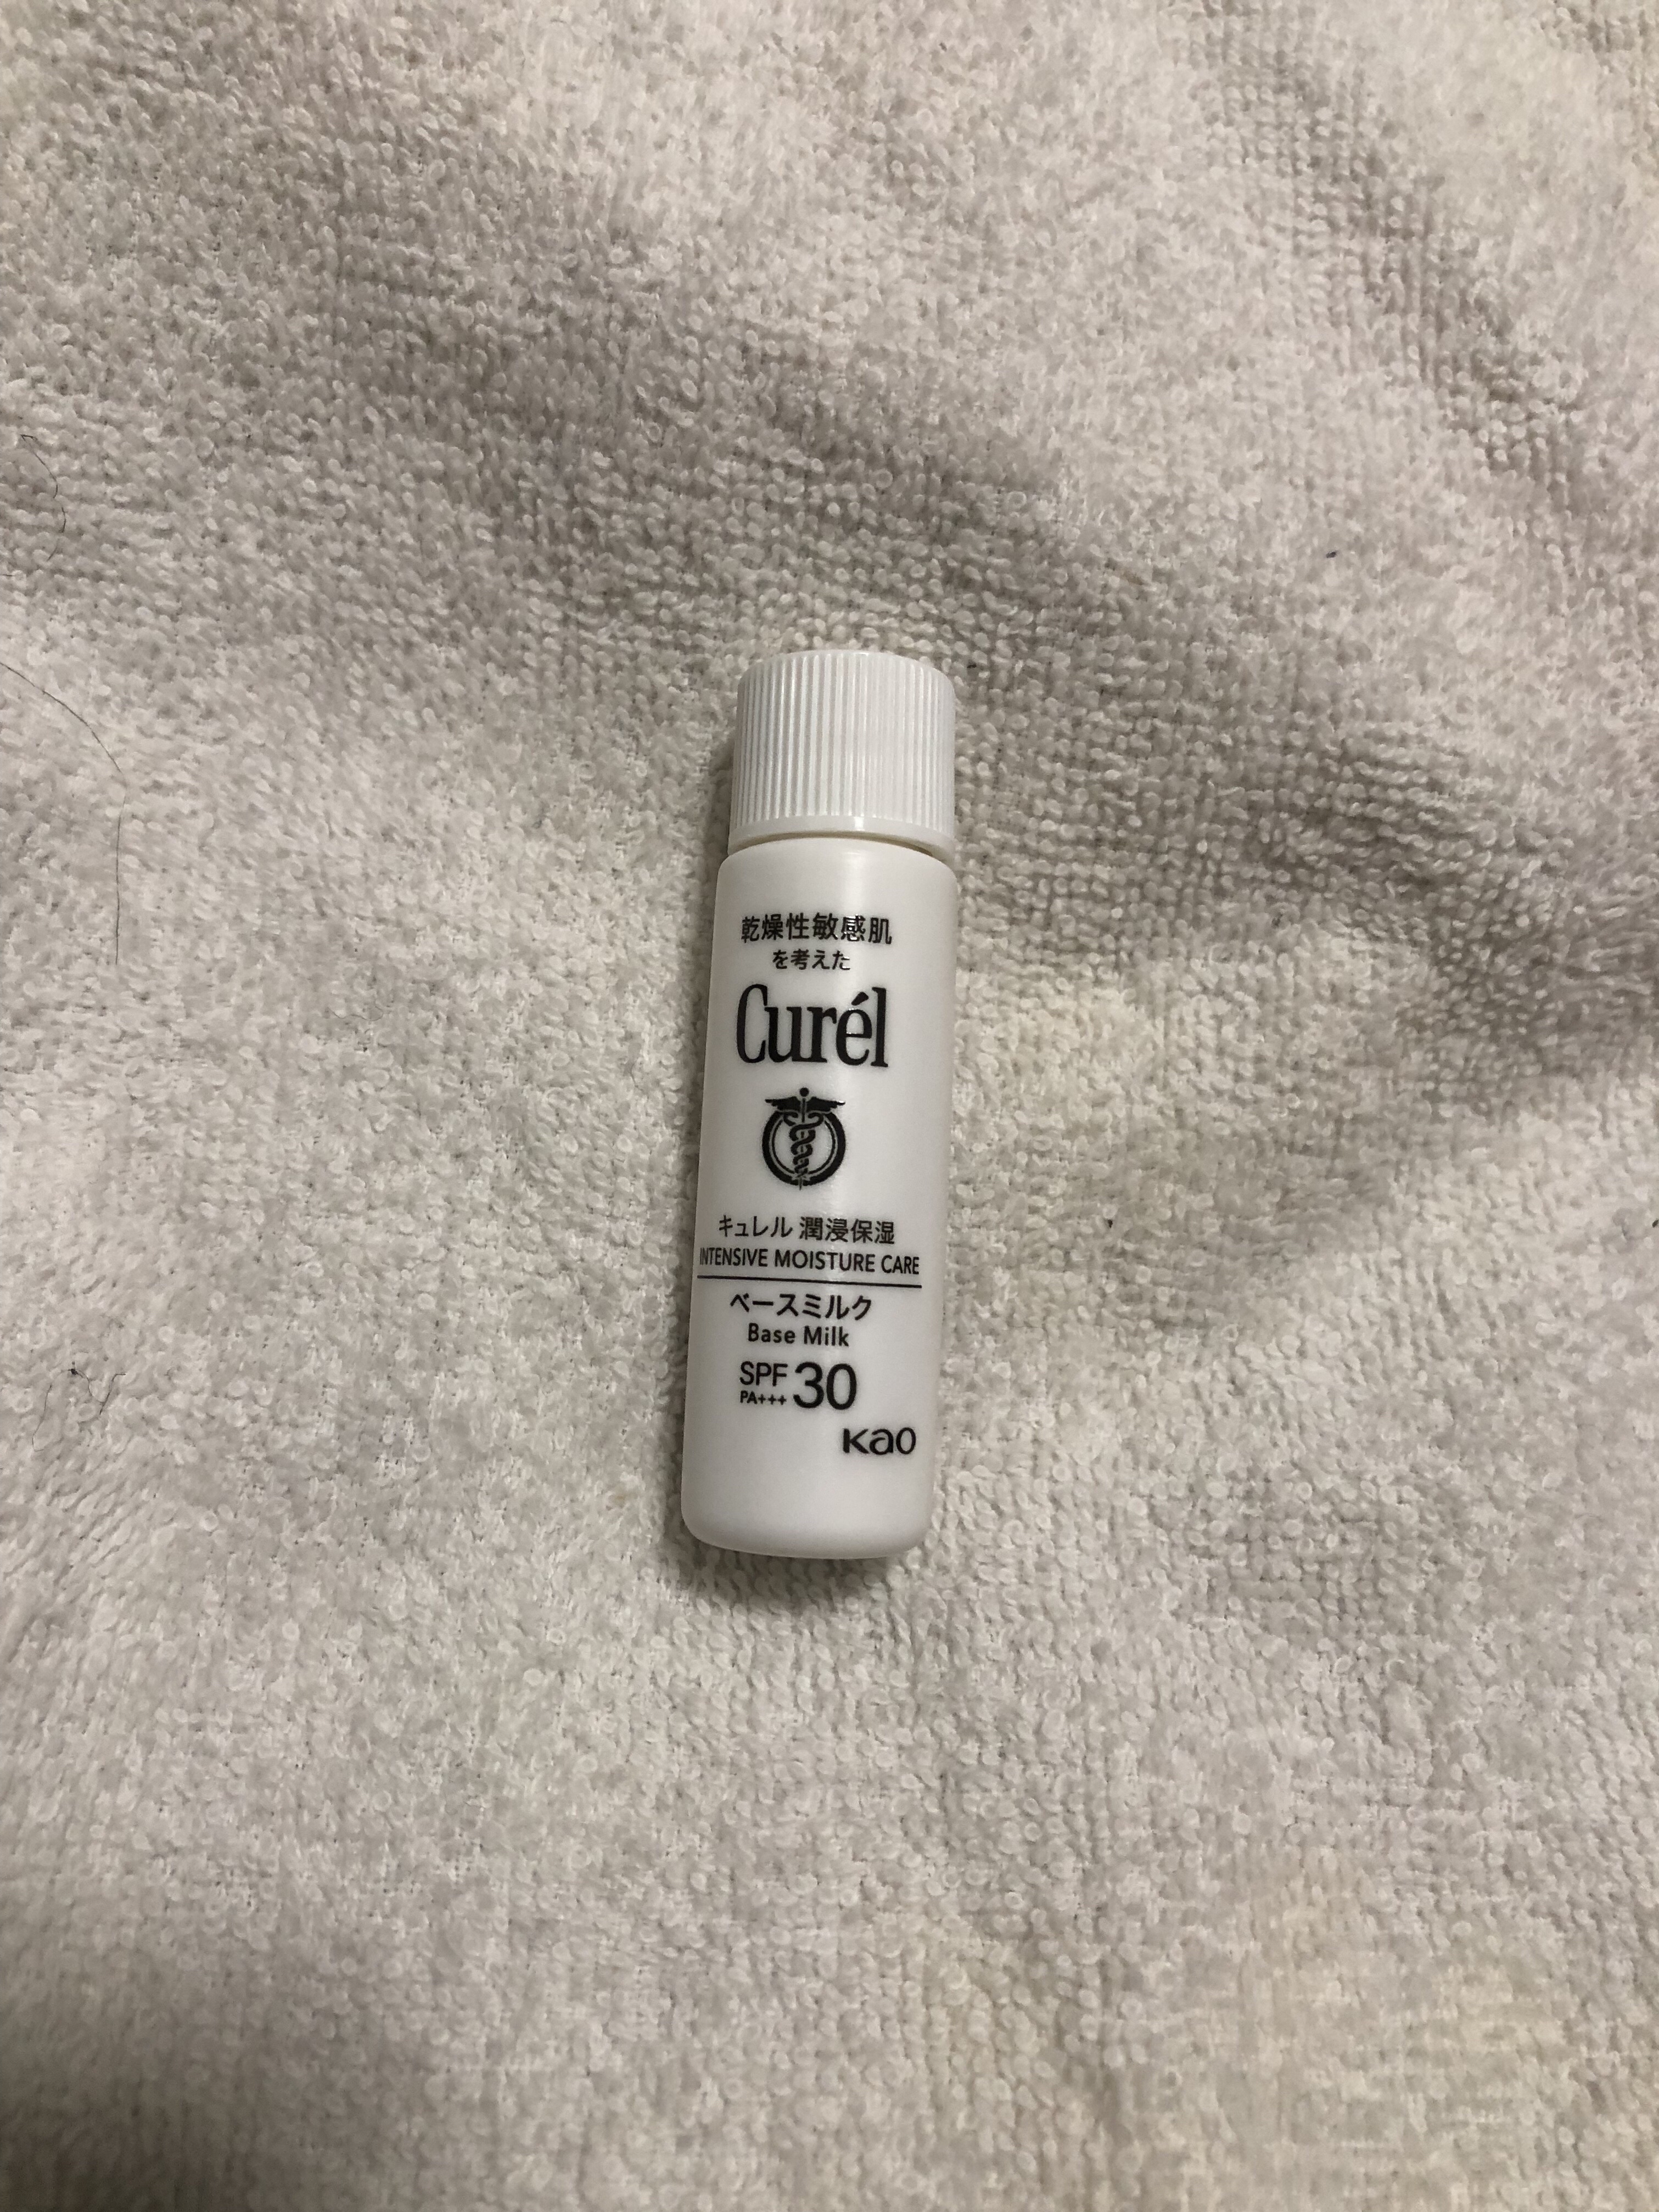 乾燥性敏感肌
を考えた
Curél
キュレル 潤浸保湿
INTENSIVE MOISTURE CARE
ベースミルク
Base Milk
SPF 30
PA+++
Kao